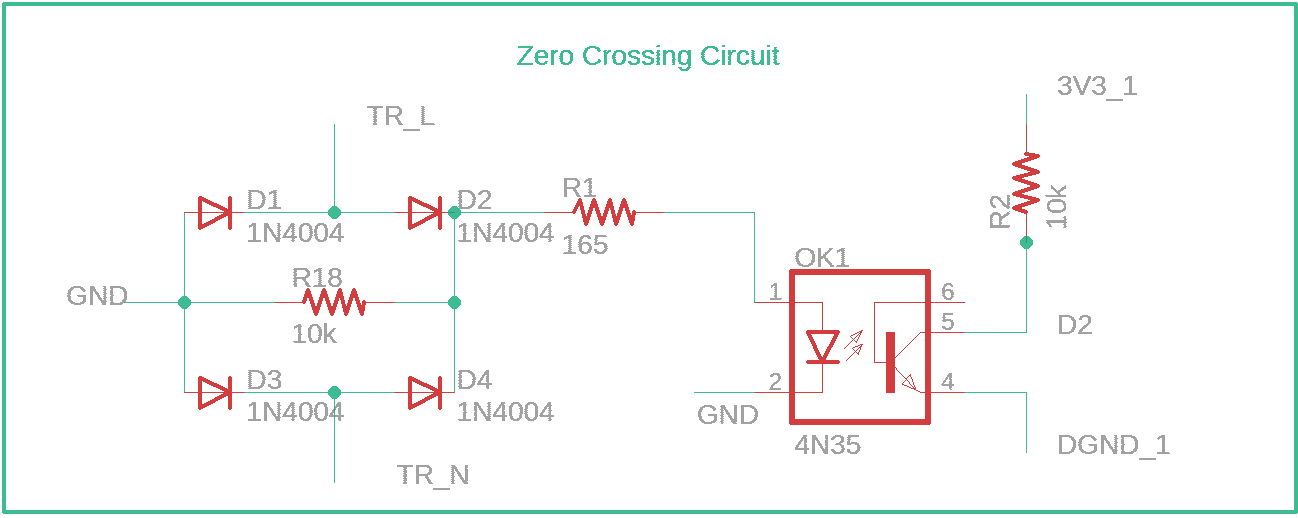 Zero Crossing Circuit
3V3_1
TR_L
D1
1N4004
D2
1N4004
R1
165
R2
10k
GND
R18
10k
OK1
1
6
5
D2
2
4
GND
D3
1N4004
D4
1N4004
4N35
DGND_1
TR_N